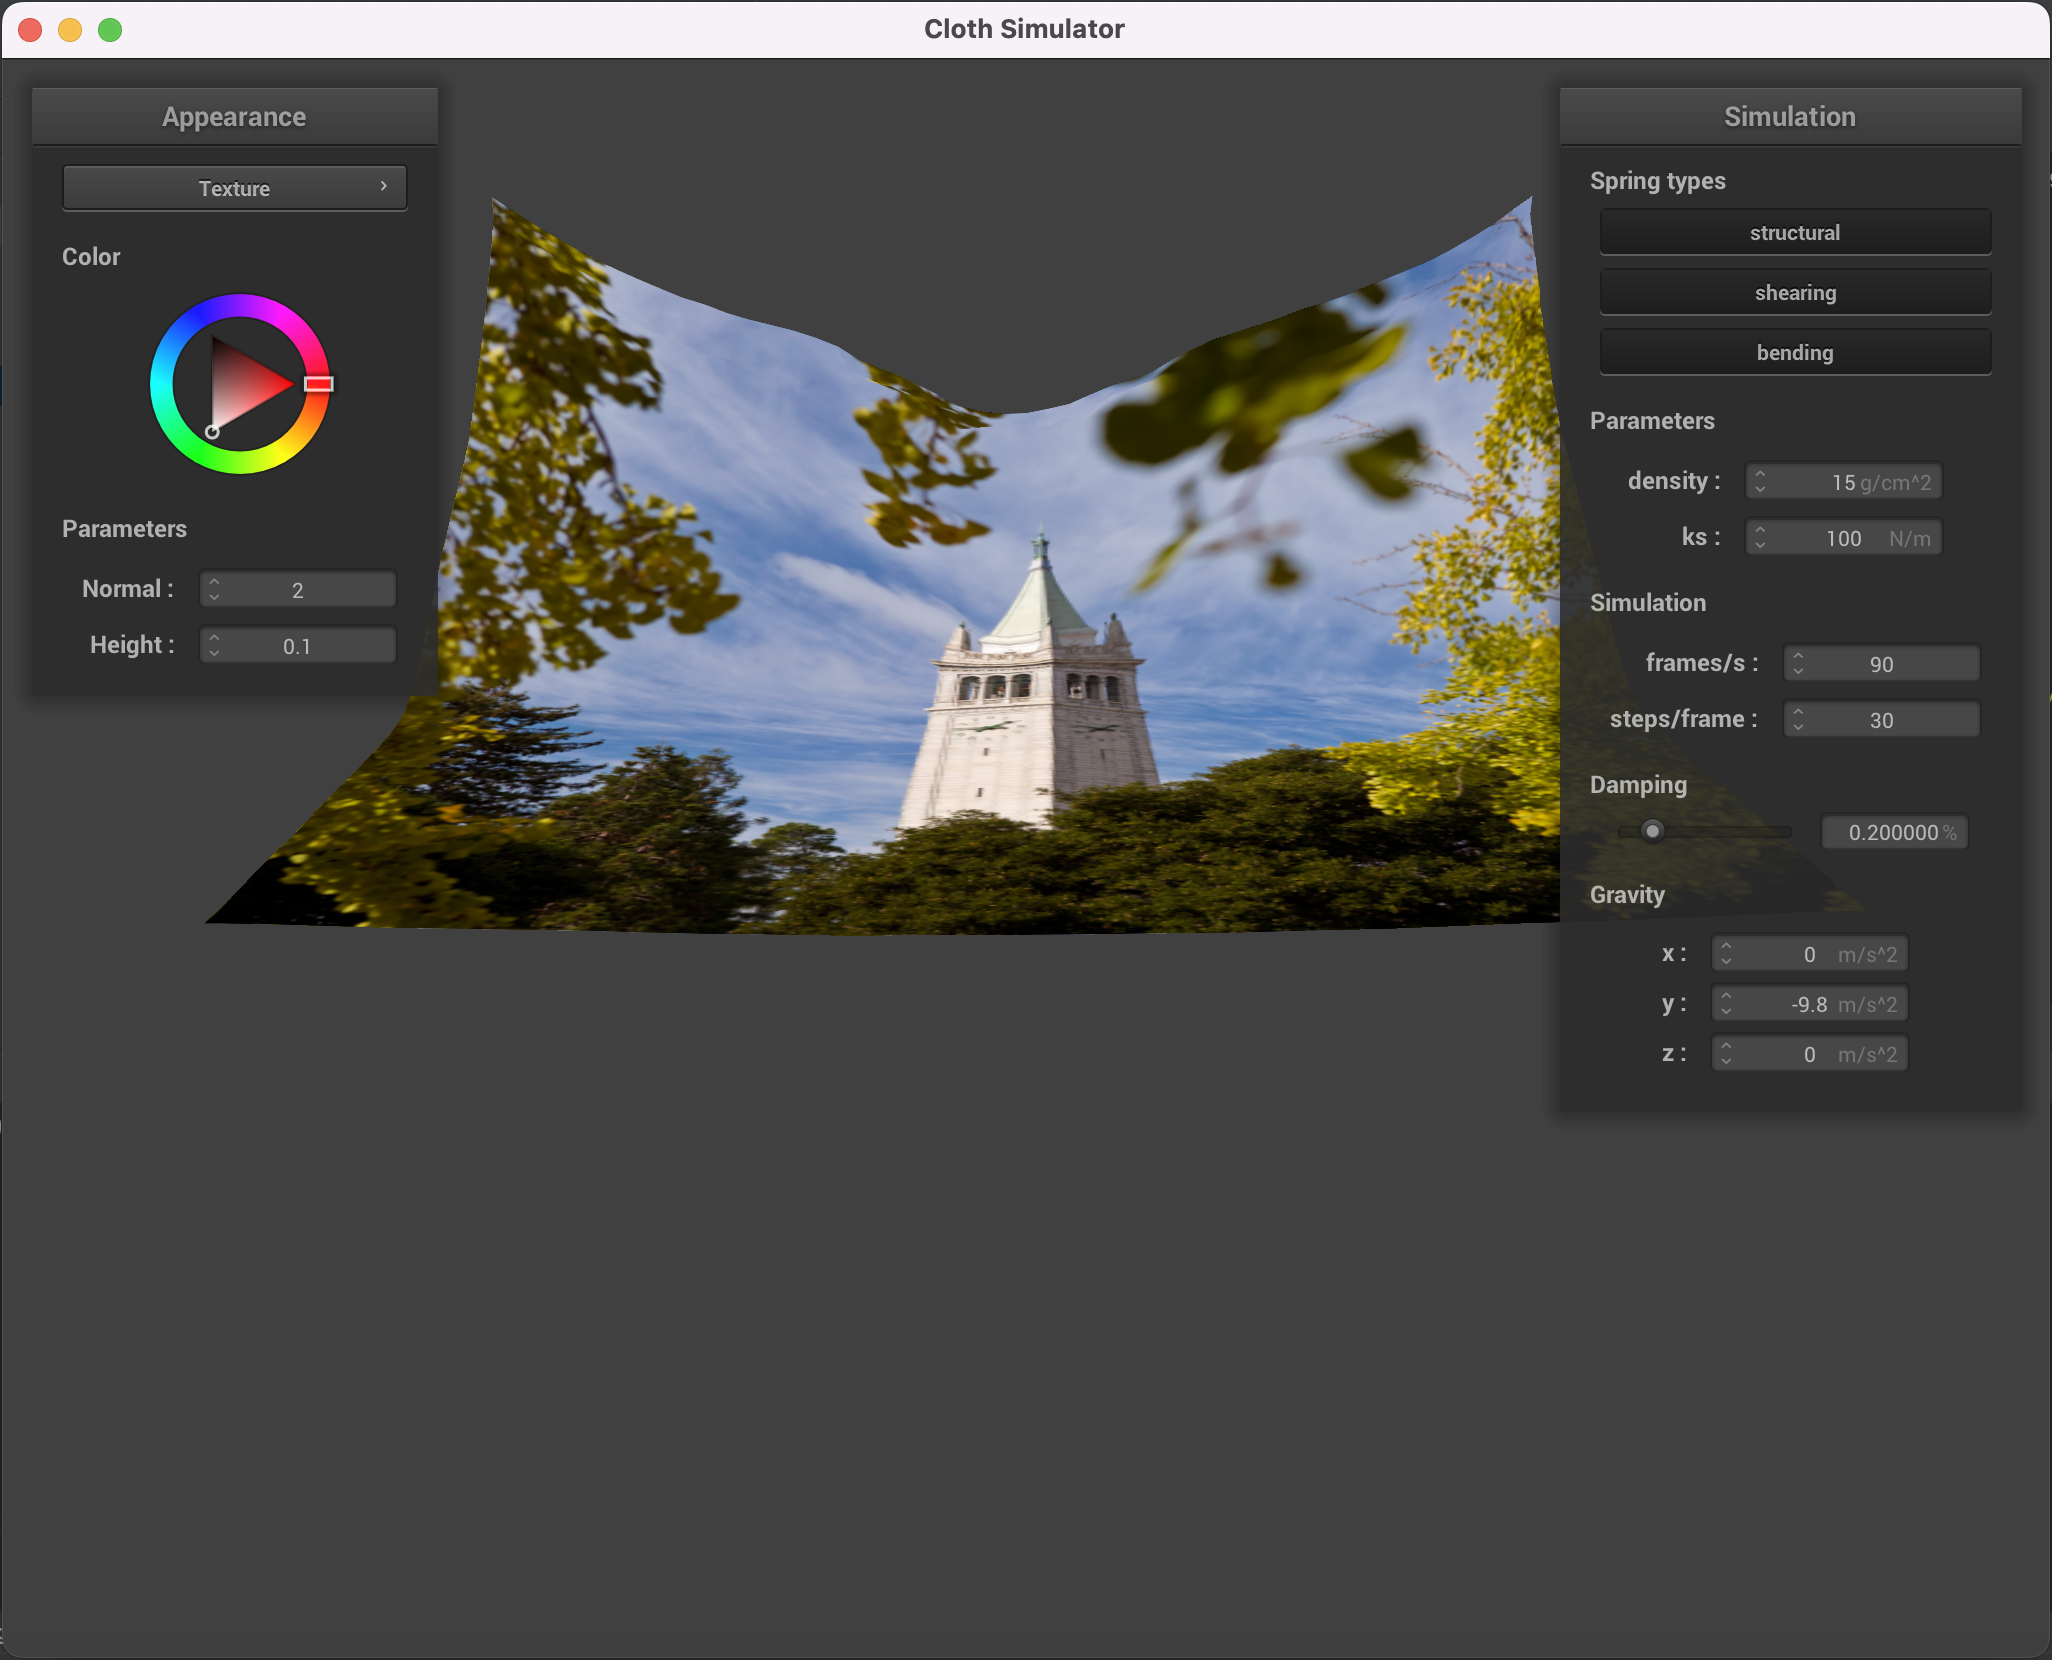 Cloth Simulator
Appearance
Texture
Color
Parameters
Normal : 2
Height : 0.1
Simulation
Spring types
structural
shearing
bending
Parameters
density : 15 g/cm^2
ks : 100 N/m
Simulation
frames/s : 90
steps/frame : 30
Damping
0.200000 %
Gravity
x : 0 m/s^2
y : -9.8 m/s^2
z : 0 m/s^2